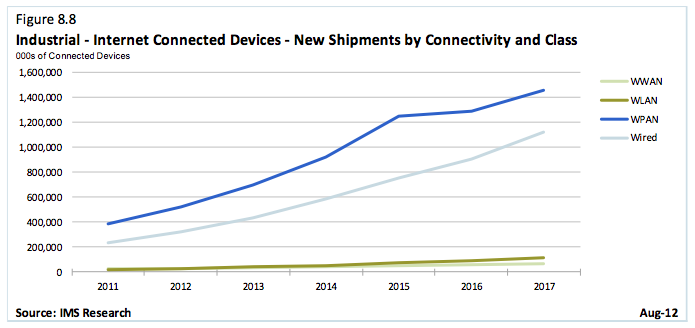 Figure 8.8
Industrial - Internet Connected Devices - New Shipments by Connectivity and Class
000s of Connected Devices
1,600,000
1,400,000
1,200,000
1,000,000
800,000
600,000
400,000
200,000
0
2011 2012 2013 2014 2015 2016 2017
WWAN
WLAN
WPAN
Wired
Source: IMS Research Aug-12